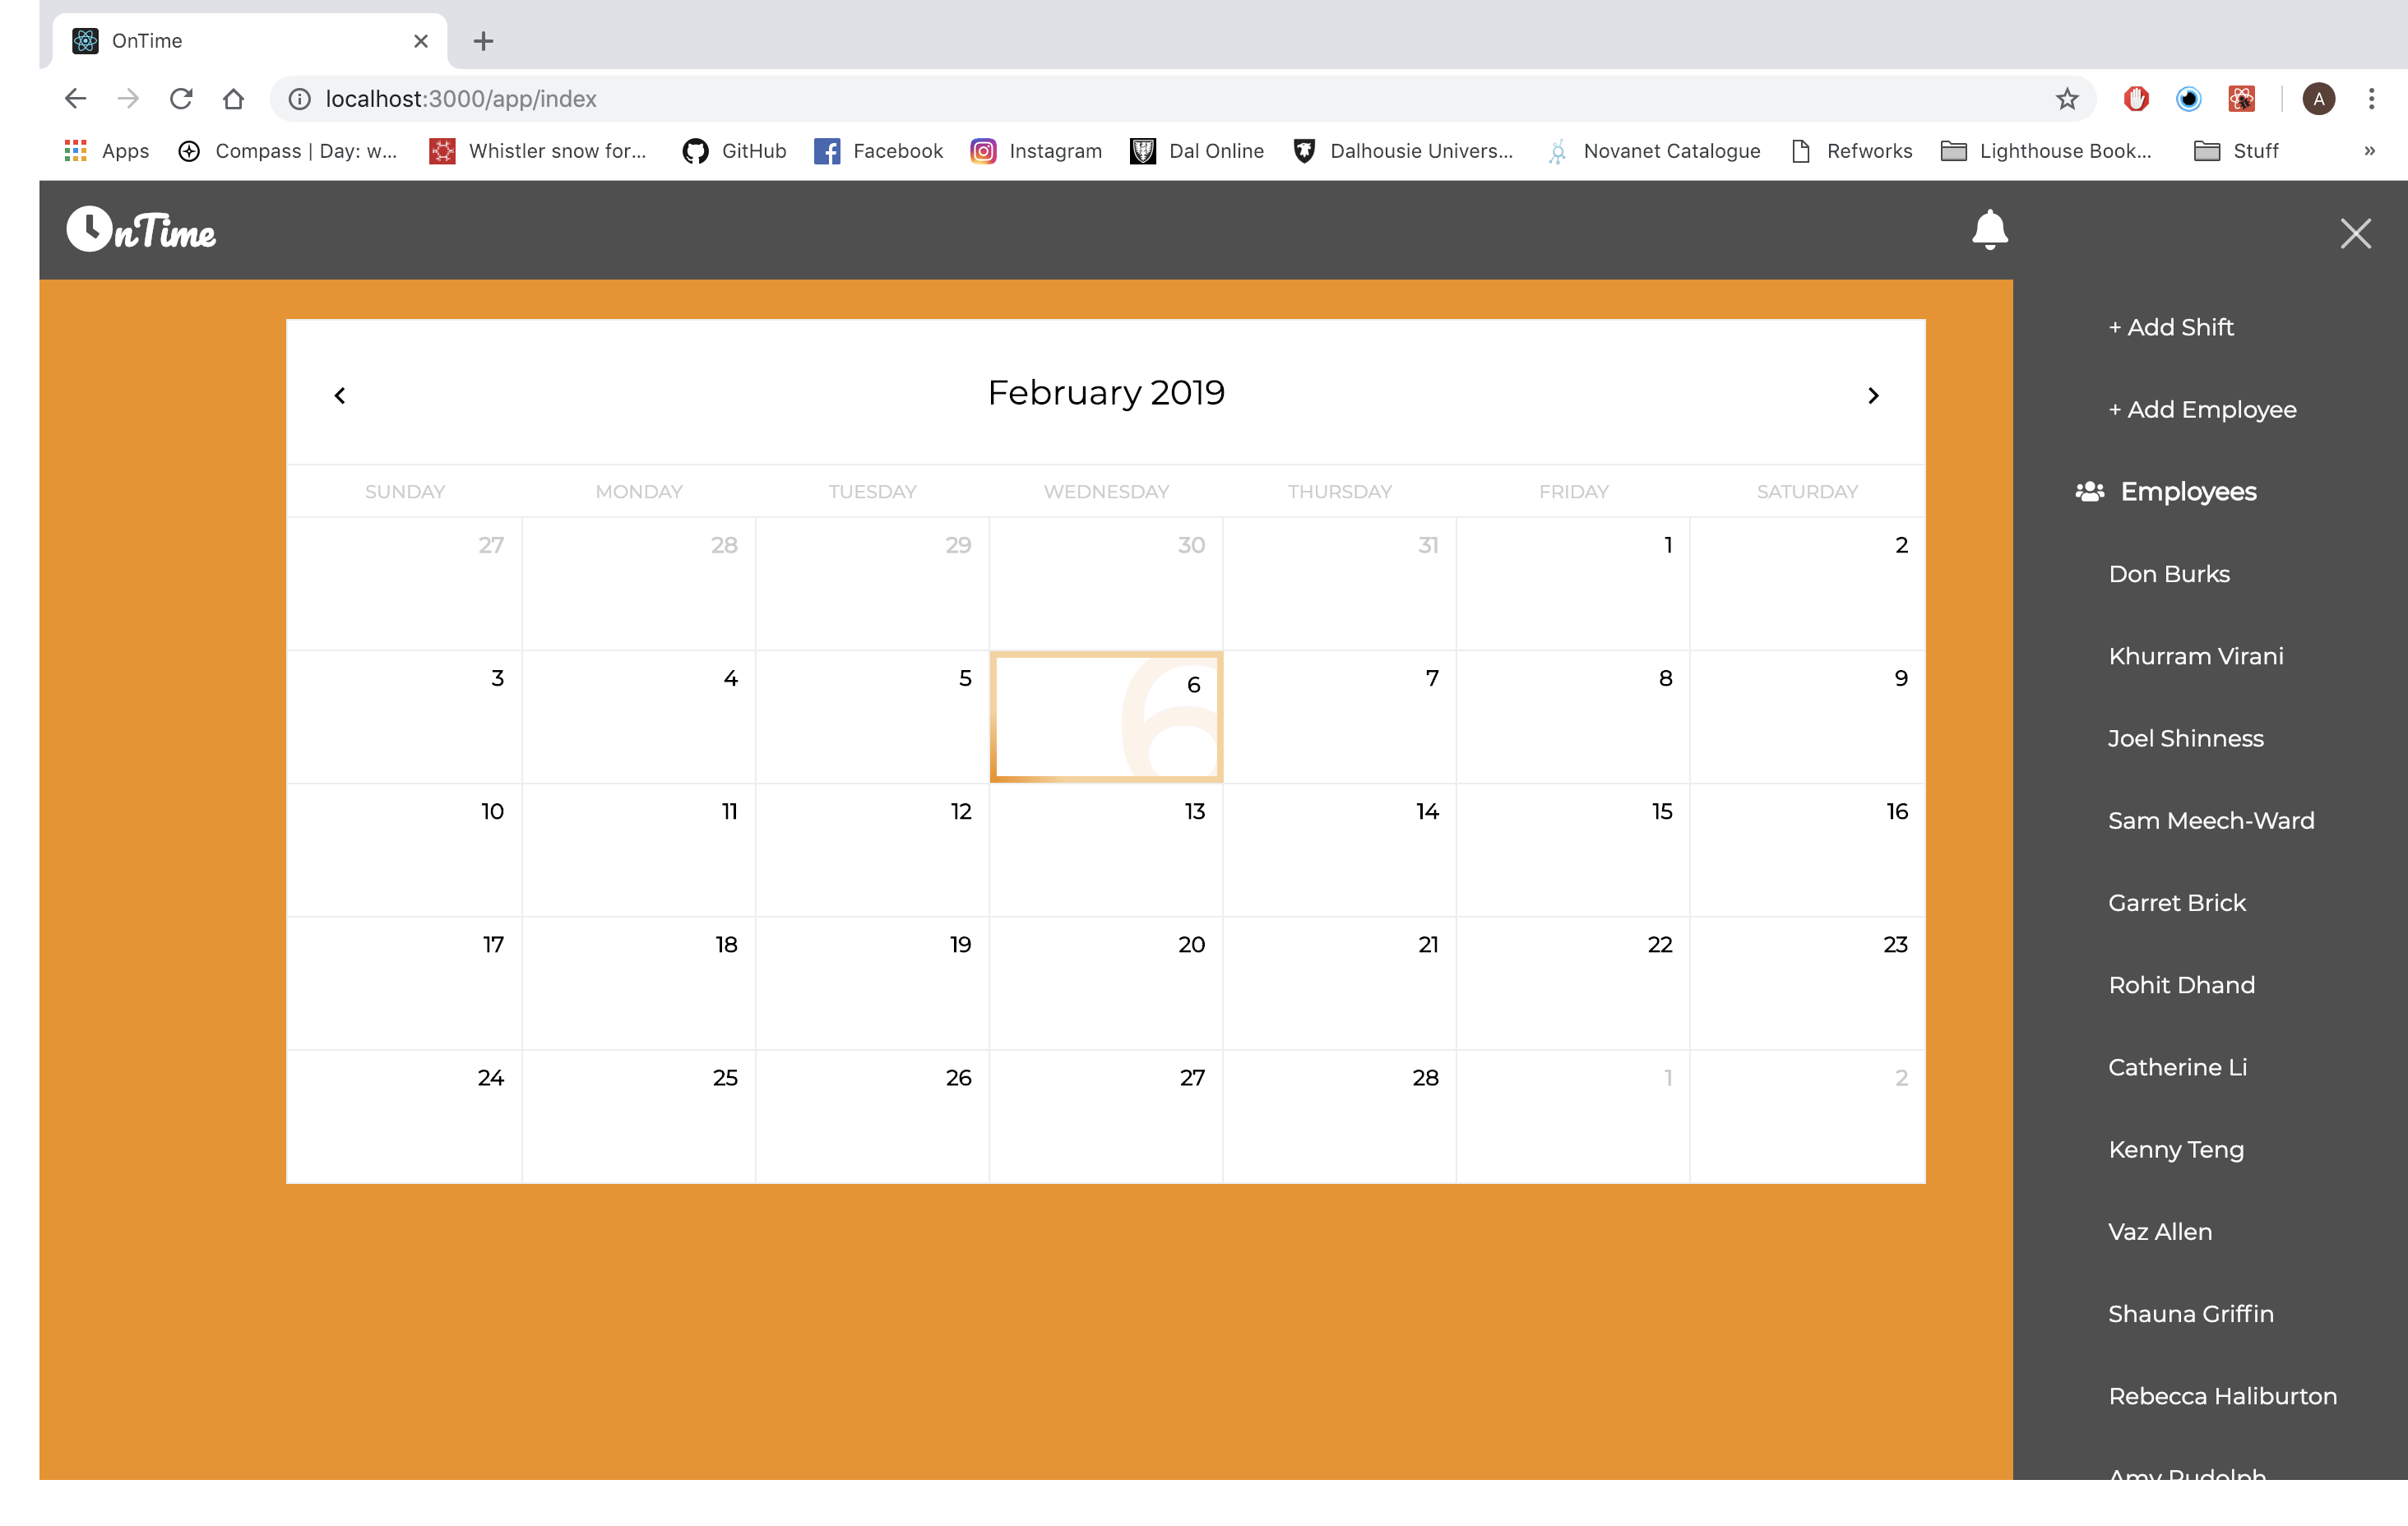 OnTime
localhost:3000/app/index
A
Apps Compass | Day: w... Whistler snow for... GitHub Facebook Instagram Dal Online Dalhousie Univers... Novanet Catalogue Refworks Lighthouse Book... Stuff »
nTime
February 2019
SUNDAY MONDAY TUESDAY WEDNESDAY THURSDAY FRIDAY SATURDAY
27 28 29 30 31 1 2
3 4 5 6 7 8 9
6
10 11 12 13 14 15 16
17 18 19 20 21 22 23
24 25 26 27 28 1 2
+ Add Shift
+ Add Employee
Employees
Don Burks
Khurram Virani
Joel Shinness
Sam Meech-Ward
Garret Brick
Rohit Dhand
Catherine Li
Kenny Teng
Vaz Allen
Shauna Griffin
Rebecca Haliburton
Amy Rudolph